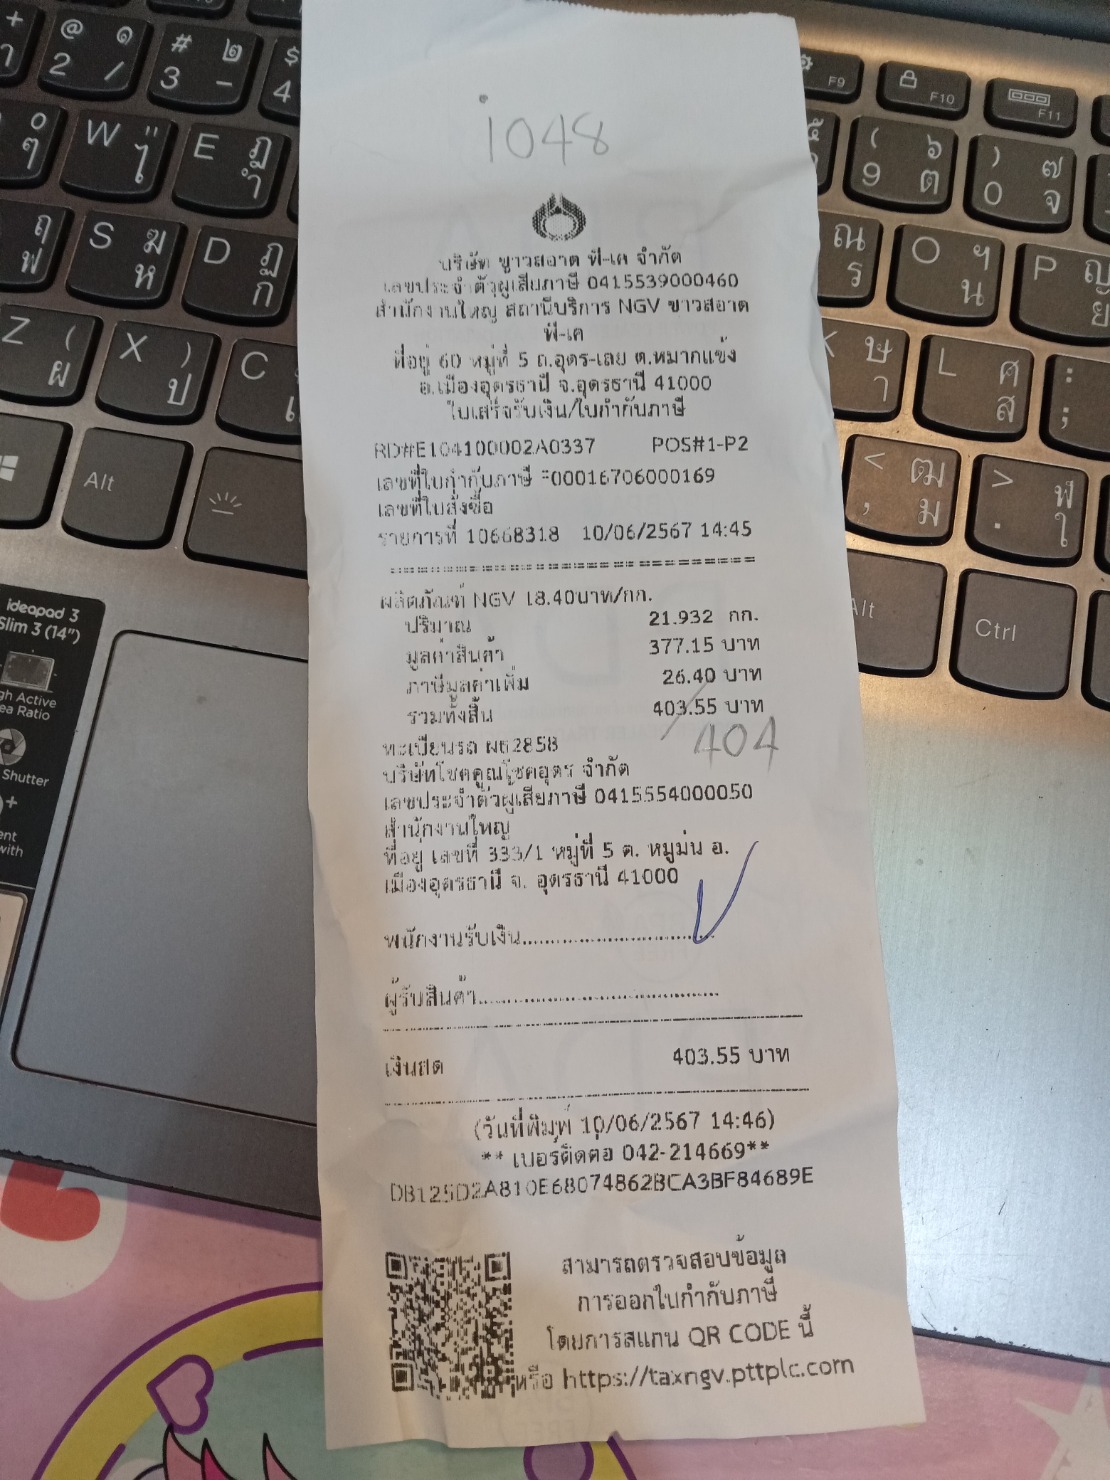 1048
บริษัท ขาวสอาด พี-เค จำกัด
เลขประจำตัวผู้เสียภาษี 0415539000460
สำนักงานใหญ่ สถานีบริการ NGV ขาวสอาด
พี-เค
ที่อยู่ 60 หมู่ที่ 5 ถ.อุดร-เลย ต.หมากแข้ง
อ.เมืองอุดรธานี จ.อุดรธานี 41000
ใบเสร็จรับเงิน/ใบกำกับภาษี
RD#E104100002A0337 POS#1-P2
เลขที่ใบกำกับภาษี F00016706000169
เลขที่ใบสั่งซื้อ
รายการที่ 10668318 10/06/2567 14:45
ผลิตภัณฑ์ NGV 18.40บาท/กก.
ปริมาณ 21.932 กก.
มูลค่าสินค้า 377.15 บาท
ภาษีมูลค่าเพิ่ม 26.40 บาท
รวมทั้งสิ้น 403.55 บาท
404
ทะเบียนรถ ผธ2858
บริษัทโชคคูณโชคอุดร จำกัด
เลขประจำตัวผู้เสียภาษี 0415554000050
สำนักงานใหญ่
ที่อยู่ เลขที่ 333/1 หมู่ที่ 5 ต. หมูม่น อ.
เมืองอุดรธานี จ. อุดรธานี 41000
พนักงานรับเงิน
ผู้รับสินค้า
เงินสด 403.55 บาท
(วันที่พิมพ์ 10/06/2567 14:46)
** เบอร์ติดต่อ 042-214669**
DB125D2A810E68074862BCA3BF84689E
สามารถตรวจสอบข้อมูล
การออกใบกำกับภาษี
โดยการสแกน QR CODE นี้
หรือ https://taxngv.pttplc.com
ideapad 3
Slim 3 (14")
Alt
Alt
Ctrl
F9
F10
F11